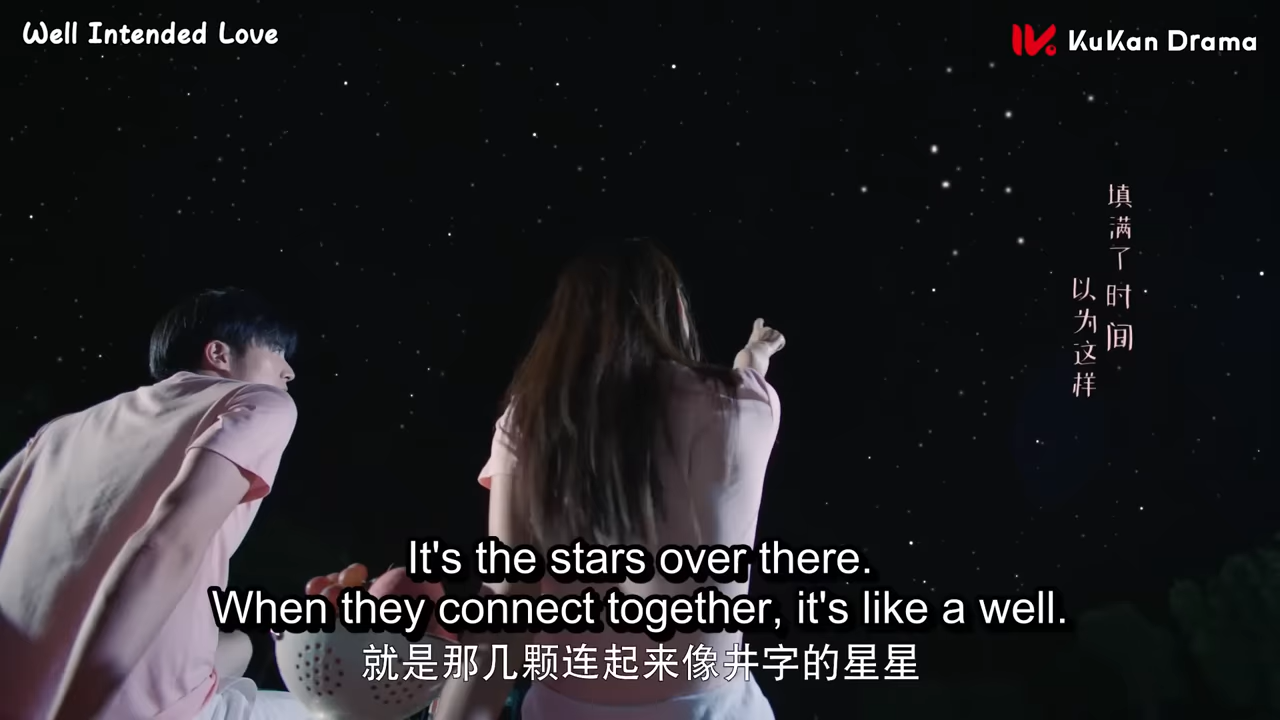 Well Intended Love
KuKan Drama
填满了时间
以为这样
It's the stars over there.
When they connect together, it's like a well.
就是那几颗连起来像井字的星星